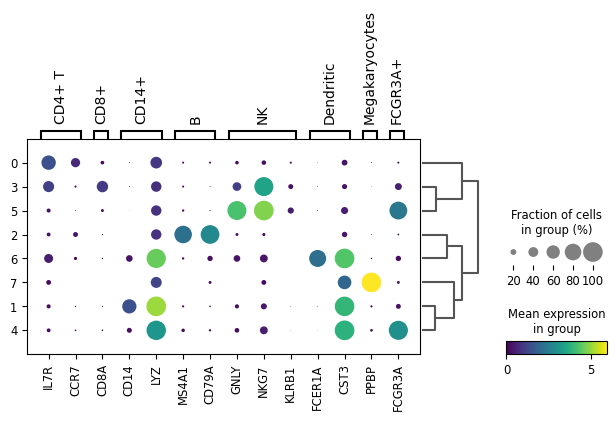 CD4+ T
CD8+
CD14+
B
NK
Dendritic
Megakaryocytes
FCGR3A+
0
3
5
2
6
7
1
4
IL7R
CCR7
CD8A
CD14
LYZ
MS4A1
CD79A
GNLY
NKG7
KLRB1
FCER1A
CST3
PPBP
FCGR3A
Fraction of cells
in group (%)
20 40 60 80 100
Mean expression
in group
0 5